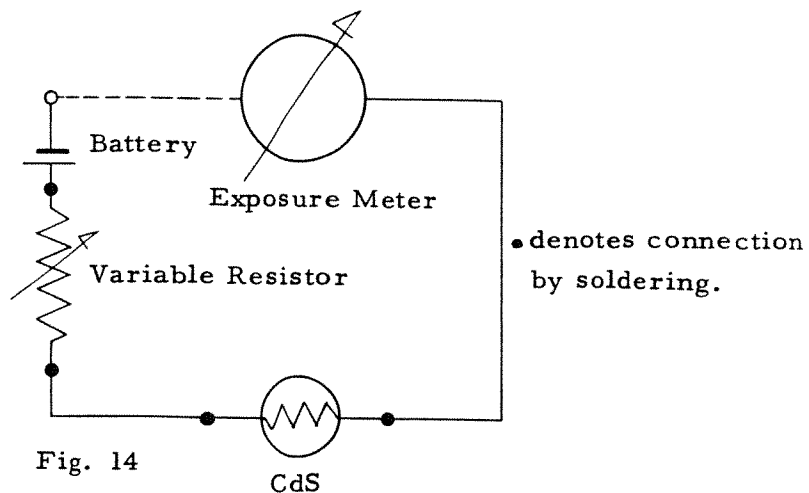 Battery
Exposure Meter
• denotes connection
by soldering.
Variable Resistor
Fig. 14
CdS